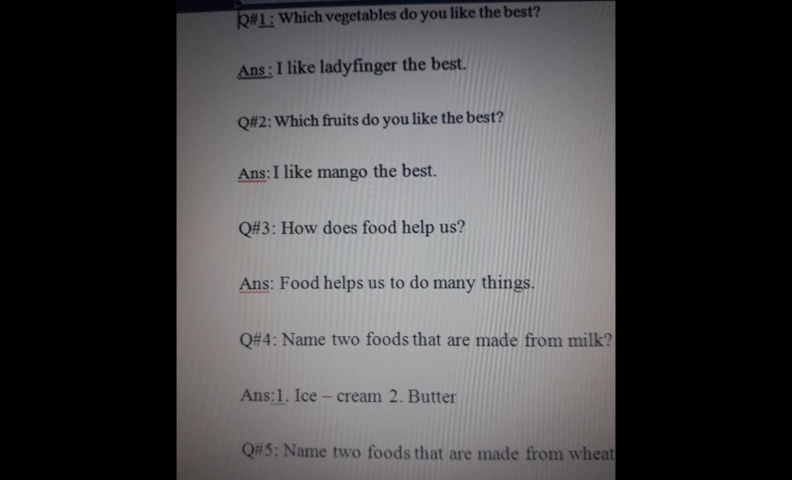 Q#1: Which vegetables do you like the best?
Ans: I like ladyfinger the best.
Q#2: Which fruits do you like the best?
Ans: I like mango the best.
Q#3: How does food help us?
Ans: Food helps us to do many things.
Q#4: Name two foods that are made from milk?
Ans:1. Ice – cream 2. Butter
Q#5: Name two foods that are made from wheat